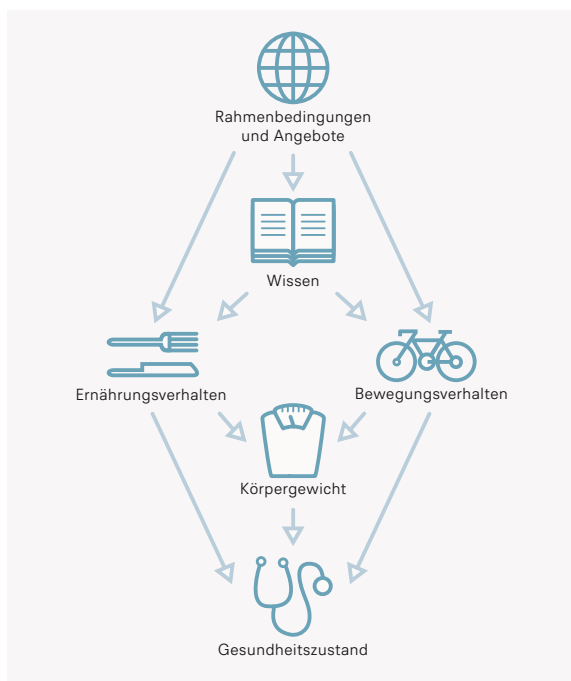 Rahmenbedingungen
und Angebote
Wissen
Ernährungsverhalten
Bewegungsverhalten
Körpergewicht
Gesundheitszustand